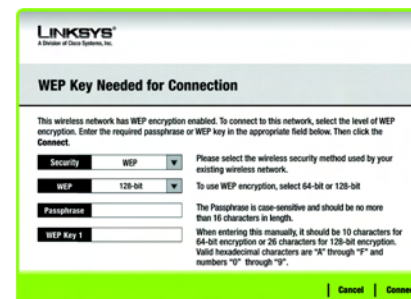 LINKSYS®
A Division of Cisco Systems, Inc.
WEP Key Needed for Connection
This wireless network has WEP encryption enabled. To connect to this network, select the level of WEP
encryption. Enter the required passphrase or WEP key in the appropriate field below. Then click the
Connect.
Security WEP Please select the wireless security method used by your
existing wireless network.
WEP 128-bit To use WEP encryption, select 64-bit or 128-bit
Passphrase The Passphrase is case-sensitive and should be no more
than 16 characters in length.
WEP Key 1 When entering this manually, it should be 10 characters for
64-bit encryption or 26 characters for 128-bit encryption.
Valid hexadecimal characters are "A" through "F" and
numbers "0" through "9".
Cancel Connec